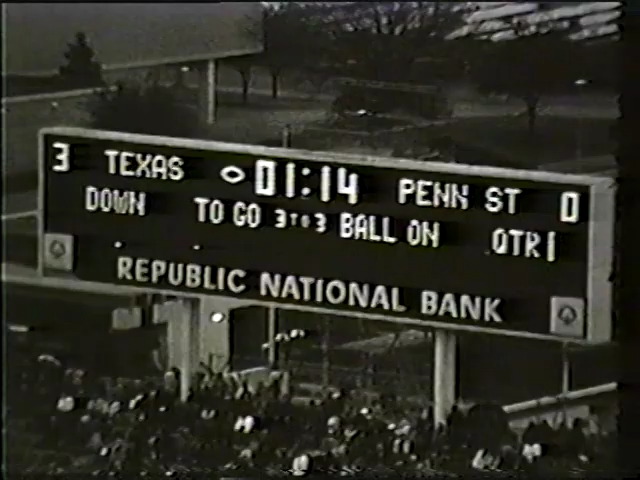 3 TEXAS 01:14 PENN ST 0
DOWN TO GO 3 TO 3 BALL ON QTR 1
REPUBLIC NATIONAL BANK